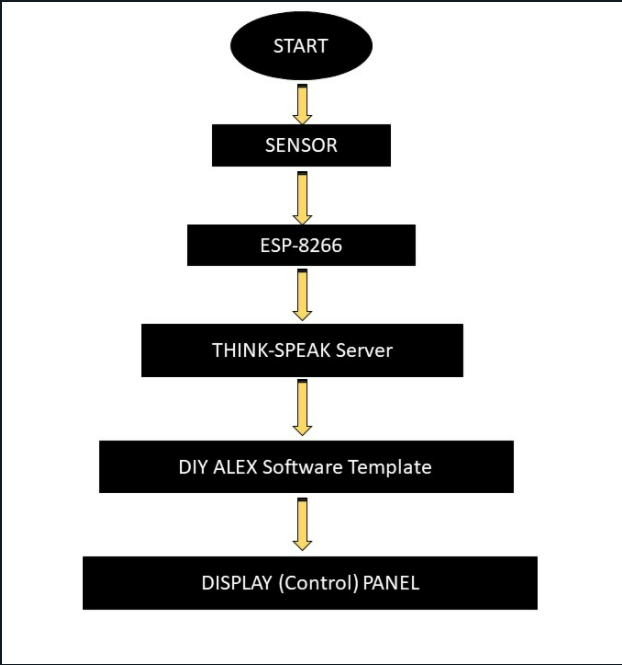 START
SENSOR
ESP-8266
THINK-SPEAK Server
DIY ALEX Software Template
DISPLAY (Control) PANEL